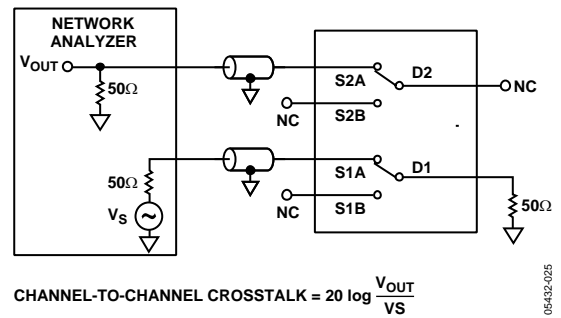 NETWORK
ANALYZER
VOUT
50Ω
S2A
D2
NC
S2B
NC
50Ω
VS
S1A
D1
S1B
NC
50Ω
CHANNEL-TO-CHANNEL CROSSTALK = 20 log VOUT
VS
05432-025